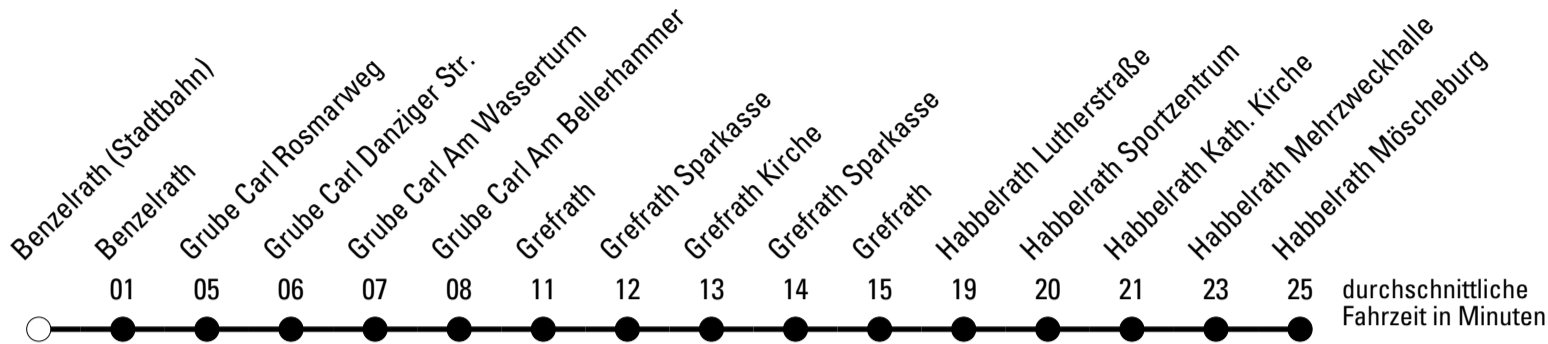 Benzelrath (Stadtbahn)
Benzelrath
Grube Carl Rosmarweg
Grube Carl Danziger Str.
Grube Carl Am Wasserturm
Grube Carl Am Bellerhammer
Grefrath
Grefrath Sparkasse
Grefrath Kirche
Grefrath Sparkasse
Grefrath
Habbelrath Lutherstraße
Habbelrath Sportzentrum
Habbelrath Kath. Kirche
Habbelrath Mehrzweckhalle
Habbelrath Möscheburg
01 05 06 07 08 11 12 13 14 15 19 20 21 23 25
durchschnittliche
Fahrzeit in Minuten